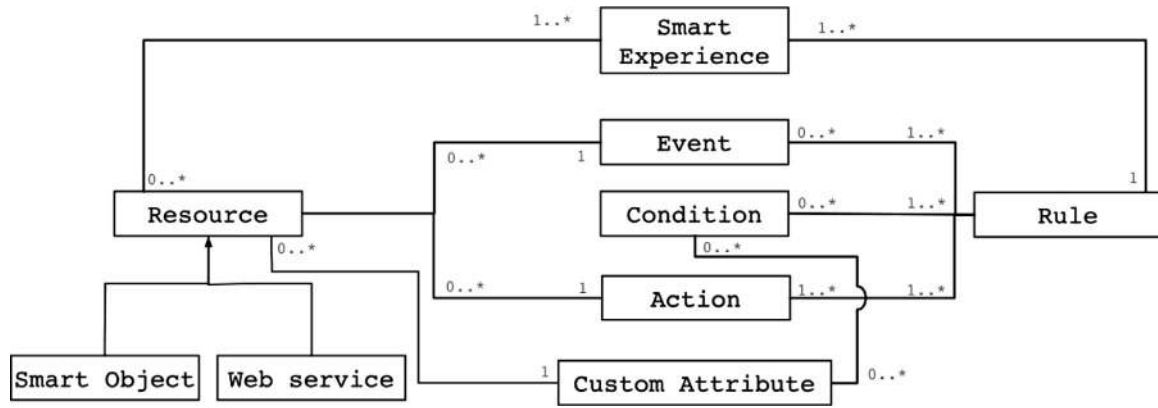 1..*
Smart
Experience
1..*
0..*
1
Event
0..*
1..*
0..*
1
Resource
Condition
0..*
1..*
Rule
0..*
0..*
0..*
1
Action
1..*
1..*
Smart Object
Web service
1
Custom Attribute
0..*